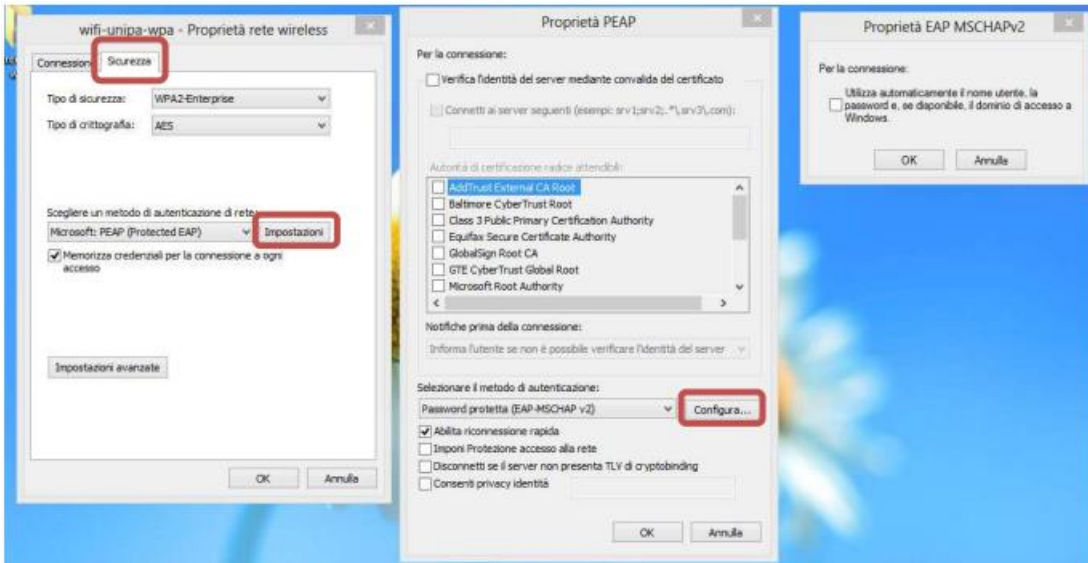 wifi-unipa-wpa - Proprietà rete wireless
Connessione
Sicurezza
Tipo di sicurezza:
WPA2-Enterprise
Tipo di crittografia:
AES
Scegliere un metodo di autenticazione di rete:
Microsoft: PEAP (Protected EAP)
Impostazioni
Memorizza credenziali per la connessione a ogni
accesso
Impostazioni avanzate
OK
Annulla
Proprietà PEAP
Per la connessione:
Verifica l'identità del server mediante convalida del certificato
Connetti ai server seguenti (esempi: srv1;srv2;.*\.srv3\.com):
Autorità di certificazione radice attendibili:
AddTrust External CA Root
Baltimore CyberTrust Root
Class 3 Public Primary Certification Authority
Equifax Secure Certificate Authority
GlobalSign Root CA
GTE CyberTrust Global Root
Microsoft Root Authority
Notifiche prima della connessione:
Informa l'utente se non è possibile verificare l'identità del server
Selezionare il metodo di autenticazione:
Password protetta (EAP-MSCHAP v2)
Configura...
Abilita riconnessione rapida
Imponi Protezione accesso alla rete
Disconnetti se il server non presenta TLV di cryptobinding
Consenti privacy identità
OK
Annulla
Proprietà EAP MSCHAPv2
Per la connessione:
Utilizza automaticamente il nome utente, la
password e, se disponibile, il dominio di accesso a
Windows.
OK
Annulla